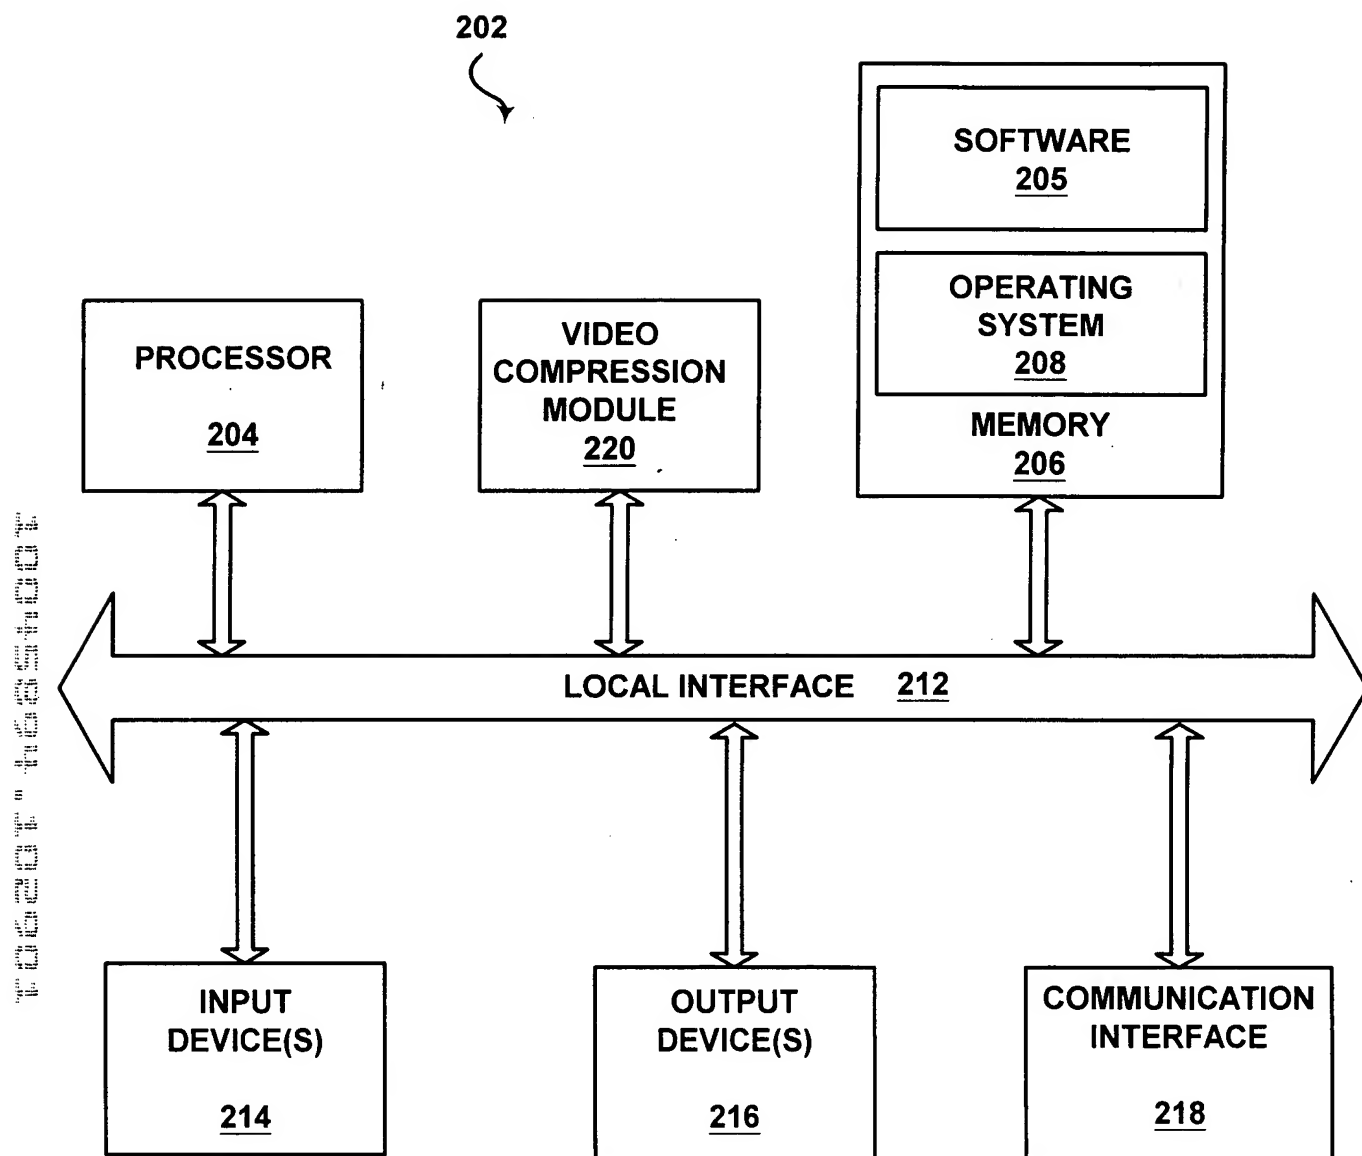 202
SOFTWARE
205
OPERATING
SYSTEM
208
MEMORY
206
PROCESSOR
204
VIDEO
COMPRESSION
MODULE
220
LOCAL INTERFACE 212
INPUT
DEVICE(S)
214
OUTPUT
DEVICE(S)
216
COMMUNICATION
INTERFACE
218